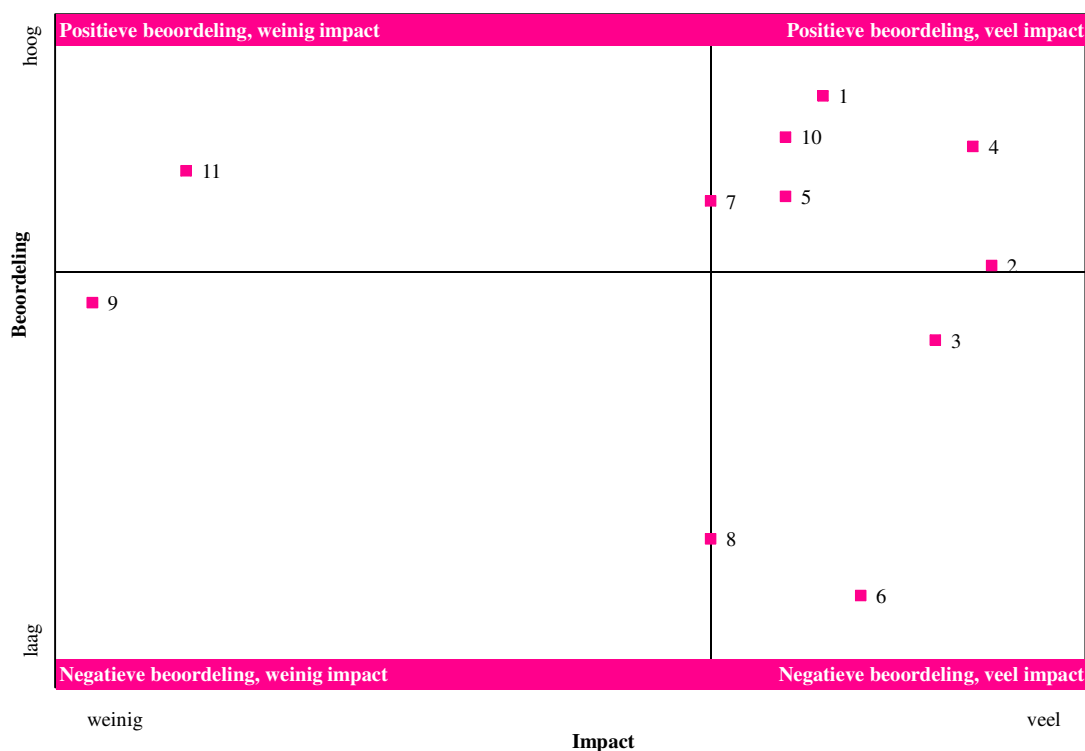 Positieve beoordeling, weinig impact
Positieve beoordeling, veel impact
hoog
1
10
4
11
5
7
2
Beoordeling
9
3
8
6
laag
Negatieve beoordeling, weinig impact
Negatieve beoordeling, veel impact
weinig
veel
Impact